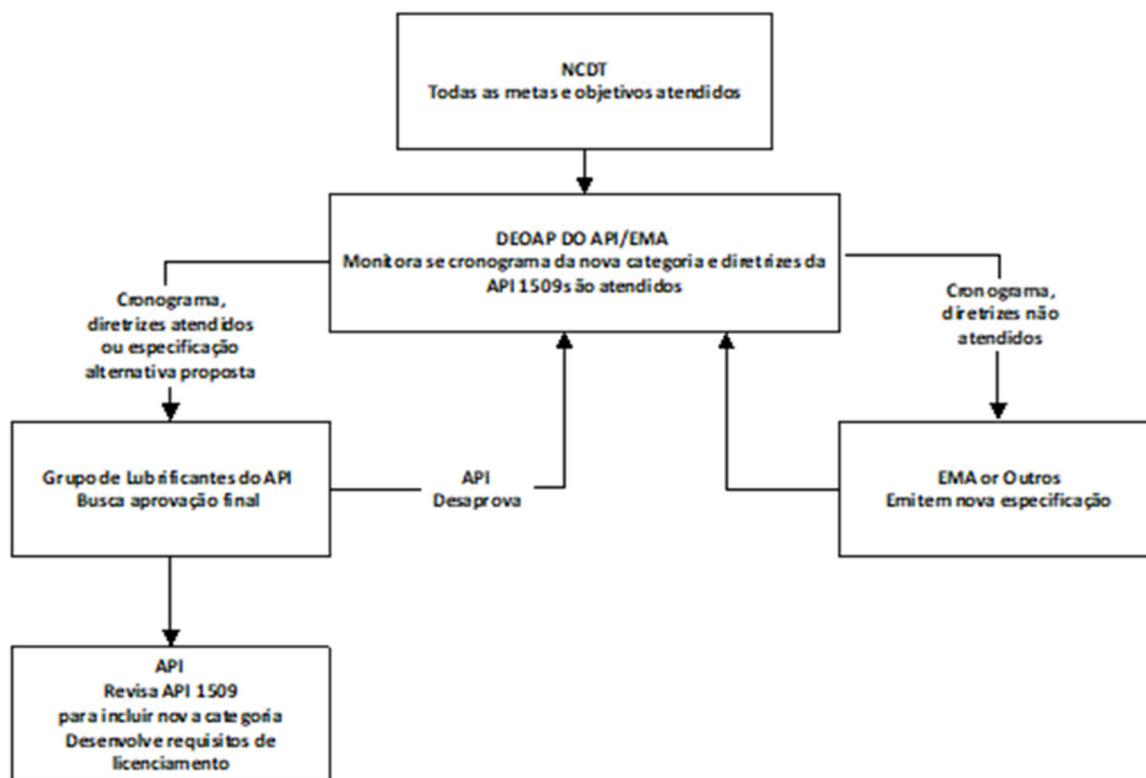 NCDT
Todas as metas e objetivos atendidos
DEOAP DO API/EMA
Monitora se cronograma da nova categoria e diretrizes da
API 1509 são atendidos
Cronograma,
diretrizes atendidos
ou especificação
alternativa proposta
Cronograma,
diretrizes não
atendidos
Grupo de Lubrificantes do API
Busca aprovação final
API
Desaprova
EMA or Outros
Emitem nova especificação
API
Revisa API 1509
para incluir nova categoria
Desenvolve requisitos de
licenciamento